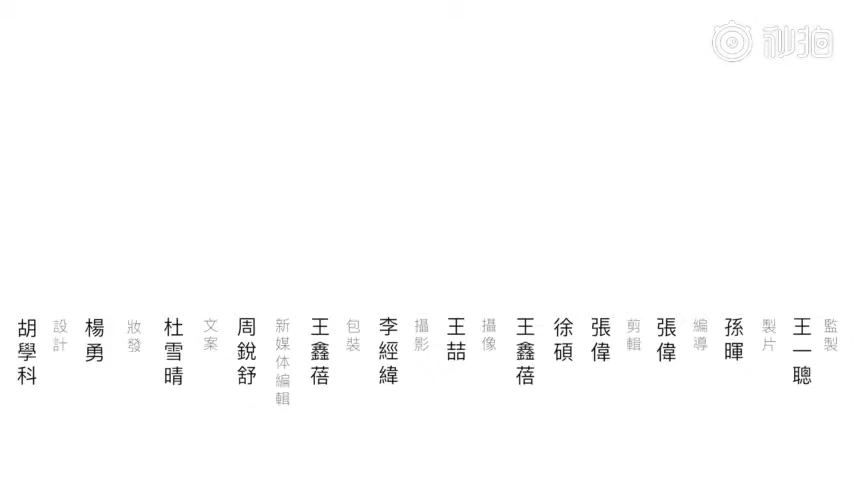 秒拍
監製
王一聰
製片
孫暉
編導
張偉
剪輯
張偉
徐碩
王鑫蓓
攝像
王喆
攝影
李經緯
包裝
王鑫蓓
新媒体編輯
周銳舒
文案
杜雪晴
妝發
楊勇
設計
胡學科